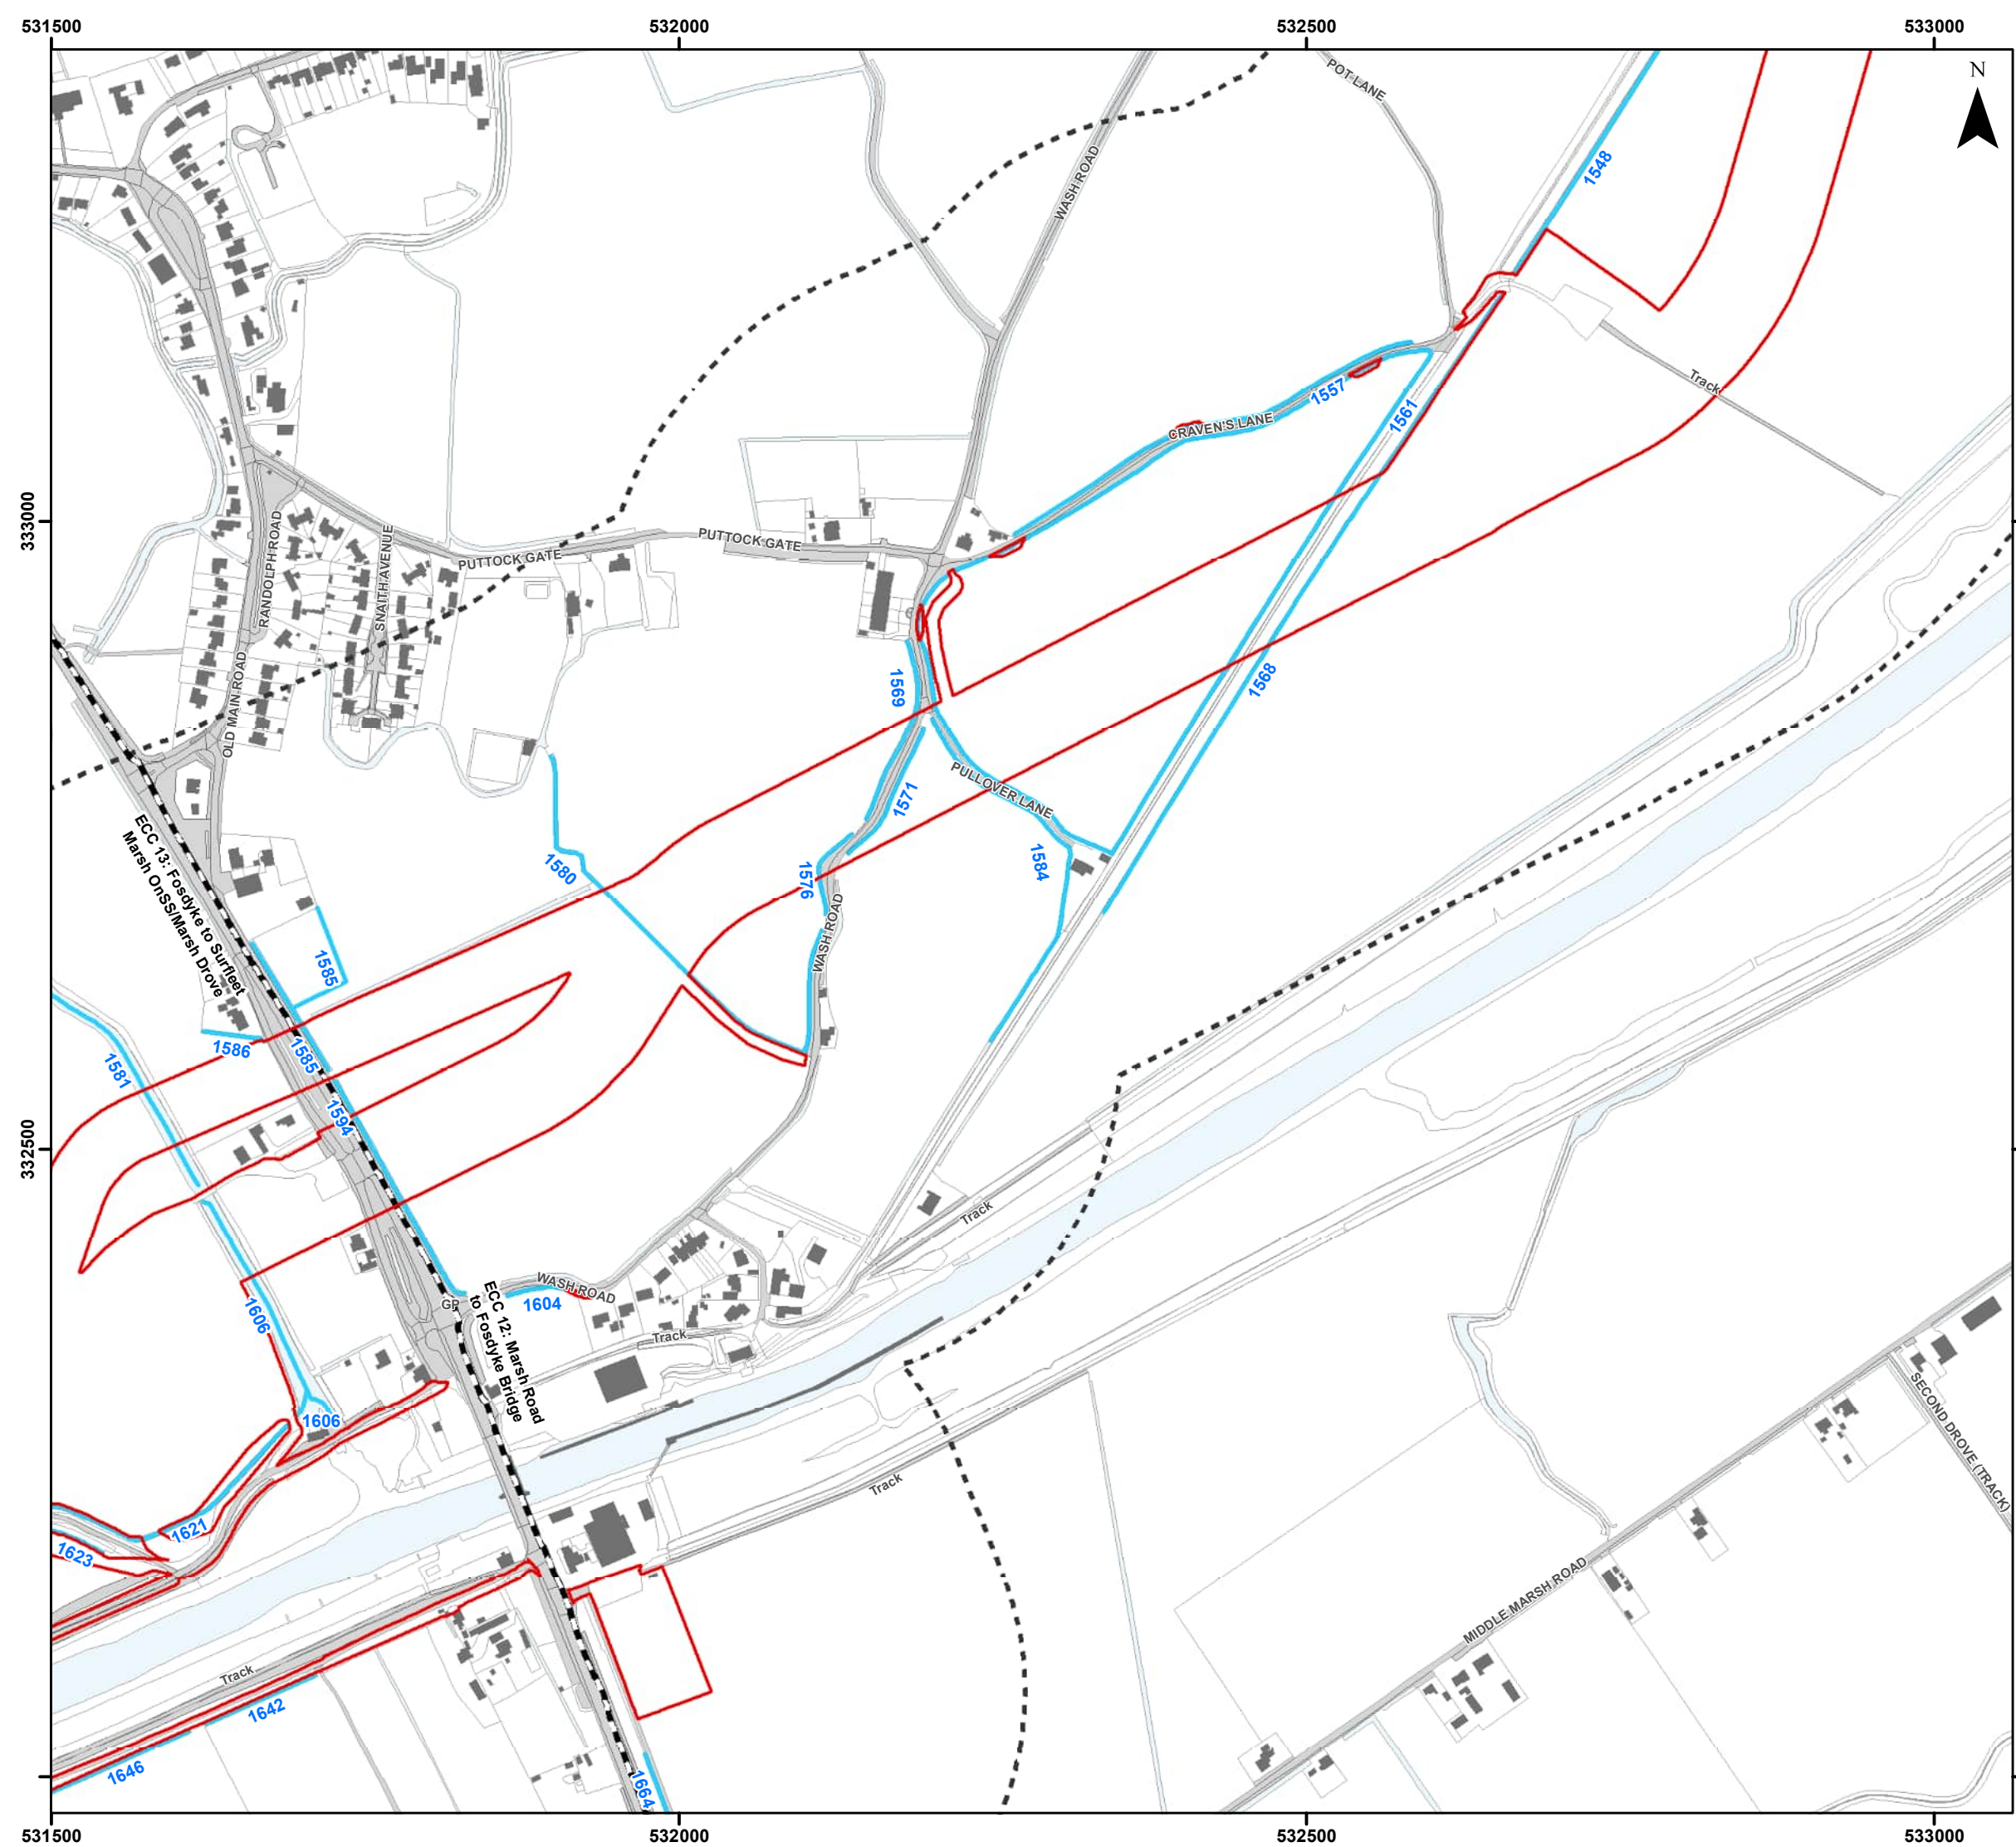 531500
532000
532500
533000
N
POT LANE
WASH ROAD
1548
Track
1557
CRAVEN'S LANE
1561
333000
RANDOLPH ROAD
SNAITH AVENUE
PUTTOCK GATE
PUTTOCK GATE
OLD MAIN ROAD
1569
1568
PULLOVER LANE
1571
1580
1576
1584
WASH ROAD
ECC 13: Fosdyke to Surfleet
Marsh OnSS/Marsh Drove
1585
1586
1585
1581
1594
332500
Track
WASH ROAD
1604
GP
ECC 12: Marsh Road
to Fosdyke Bridge
1606
Track
1606
SECOND DROVE (TRACK)
Track
1621
1623
MIDDLE MARSH ROAD
Track
1642
1646
1664
531500
532000
532500
533000